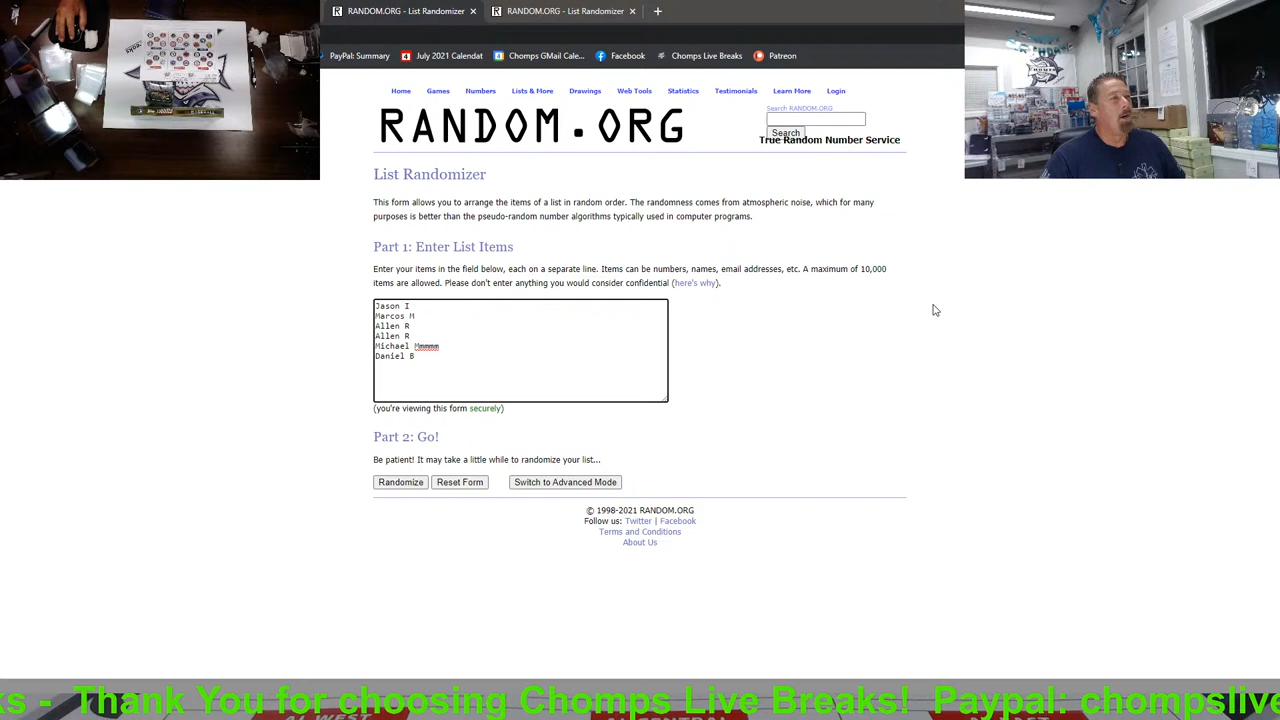 RANDOM.ORG - List Randomizer
RANDOM.ORG - List Randomizer
PayPal: Summary
July 2021 Calendat
Chomps GMail Cale...
Facebook
Chomps Live Breaks
Patreon
Home Games Numbers Lists & More Drawings Web Tools Statistics Testimonials Learn More Login
RANDOM.ORG
Search RANDOM.ORG
Search
True Random Number Service
List Randomizer
This form allows you to arrange the items of a list in random order. The randomness comes from atmospheric noise, which for many
purposes is better than the pseudo-random number algorithms typically used in computer programs.
Part 1: Enter List Items
Enter your items in the field below, each on a separate line. Items can be numbers, names, email addresses, etc. A maximum of 10,000
items are allowed. Please don't enter anything you would consider confidential (here's why).
Jason I
Marcos M
Allen R
Allen R
Michael Mmmmm
Daniel B
(you're viewing this form securely)
Part 2: Go!
Be patient! It may take a little while to randomize your list...
Randomize Reset Form Switch to Advanced Mode
© 1998-2021 RANDOM.ORG
Follow us: Twitter | Facebook
Terms and Conditions
About Us
ks - Thank You for choosing Chomps Live Breaks! Paypal: chompslive